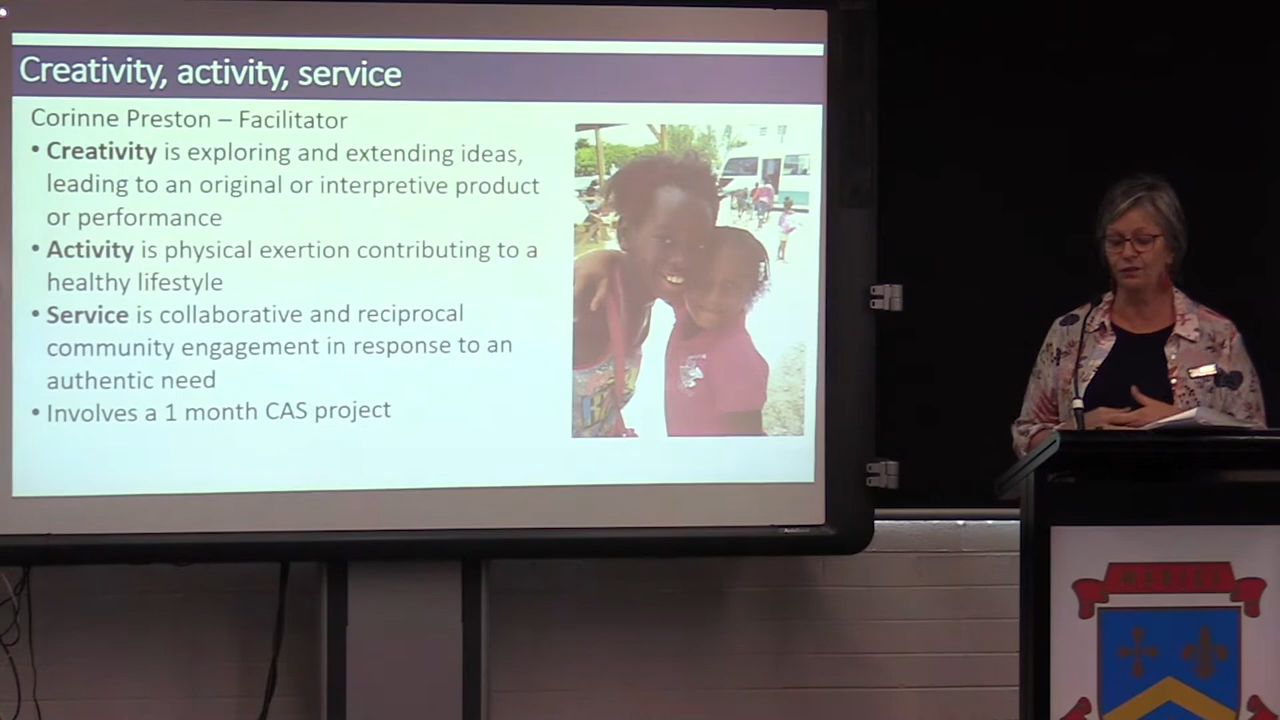 Creativity, activity, service
Corinne Preston – Facilitator
• Creativity is exploring and extending ideas,
leading to an original or interpretive product
or performance
• Activity is physical exertion contributing to a
healthy lifestyle
• Service is collaborative and reciprocal
community engagement in response to an
authentic need
• Involves a 1 month CAS project